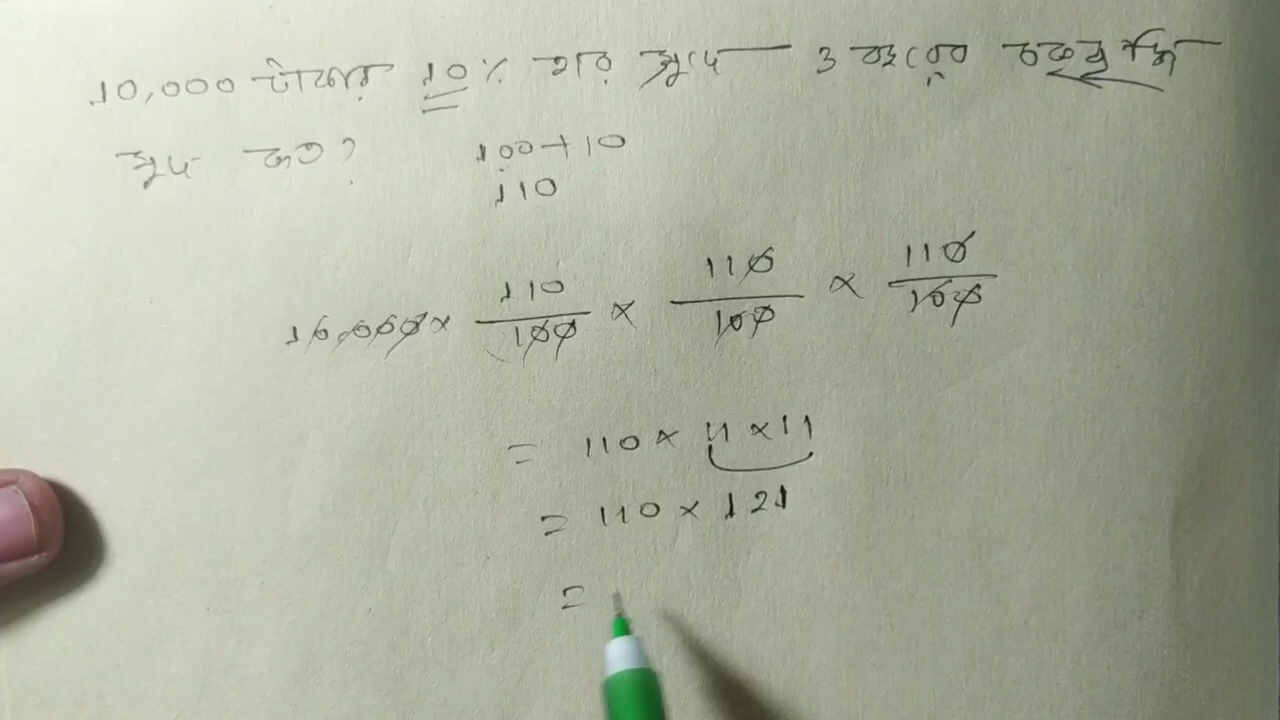 10,000 টাকার 10% হার সুদে — ৩ বছরের চক্রবৃদ্ধি
সুদ কত ? 100+10
110
10,000 × 110/100 × 110/100 × 110/100
= 110 × 11 × 11
= 110 × 121
=